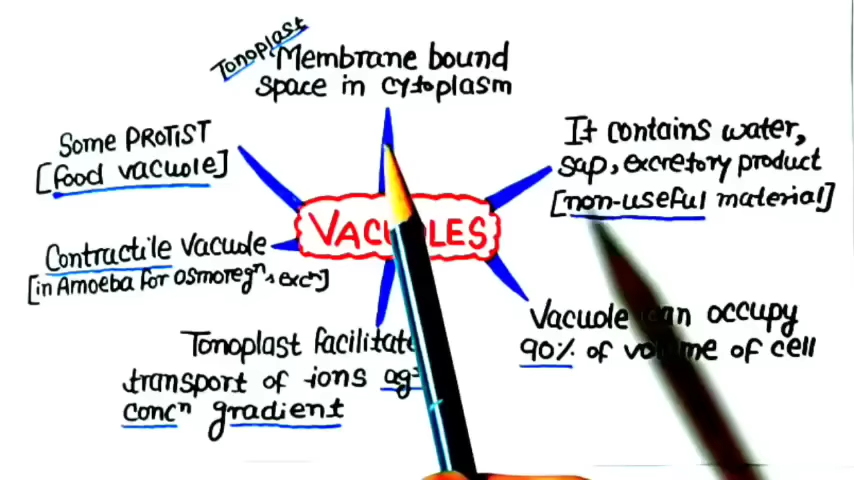 Tonoplast
Membrane bound
space in cytoplasm
Some PROTIST
[food vacuole]
It contains water,
sap, excretory product
[non-useful material]
Contractile Vacuole
[in Amoeba for Osmoregⁿ, excⁿ]
Vacuole can occupy
90% of volume of cell
Tonoplast facilitate
transport of ions
concⁿ gradient